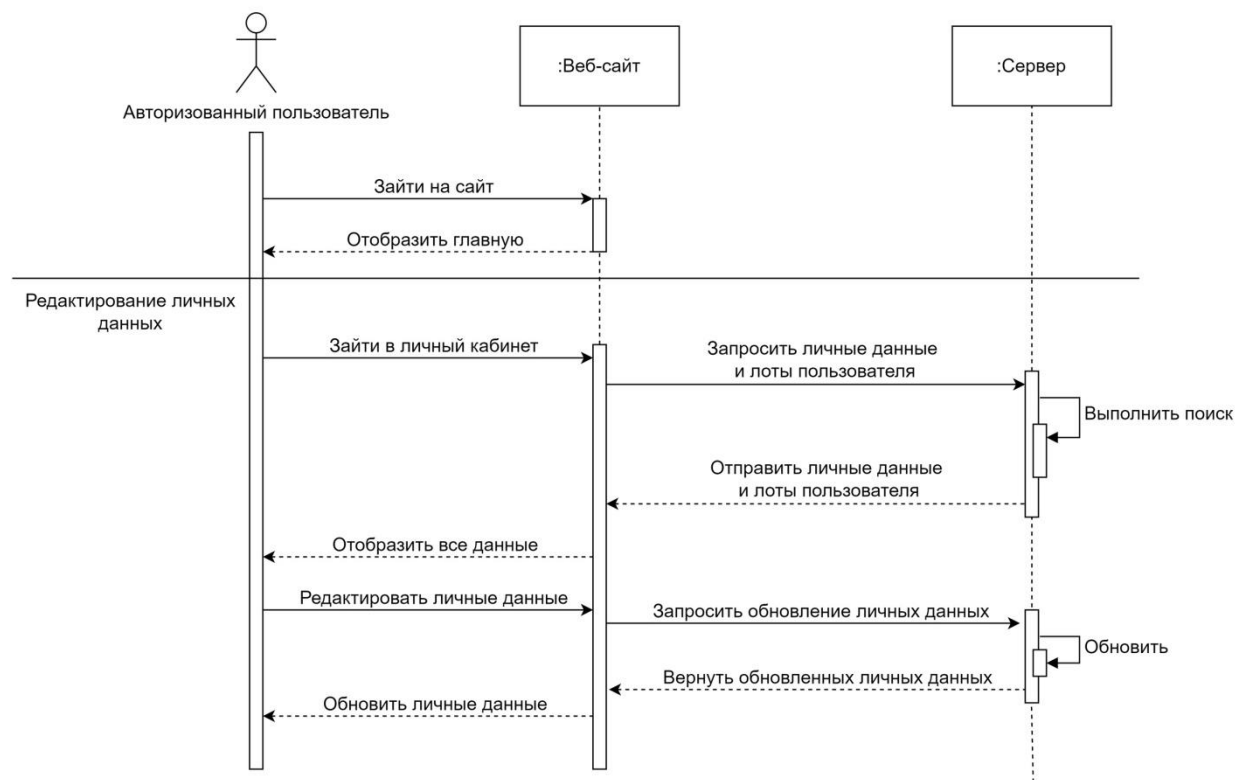 :Веб-сайт
:Сервер
Авторизованный пользователь
Зайти на сайт
Отобразить главную
Редактирование личных
данных
Зайти в личный кабинет
Запросить личные данные
и лоты пользователя
Выполнить поиск
Отправить личные данные
и лоты пользователя
Отобразить все данные
Редактировать личные данные
Запросить обновление личных данных
Обновить
Вернуть обновленных личных данных
Обновить личные данные